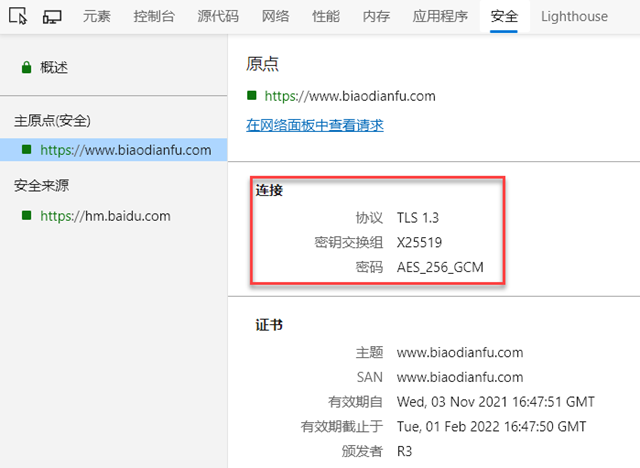 元素 控制台 源代码 网络 性能 内存 应用程序 安全 Lighthouse
概述
主原点(安全)
https://www.biaodianfu.com
安全来源
https://hm.baidu.com
原点
https://www.biaodianfu.com
在网络面板中查看请求
连接
协议 TLS 1.3
密钥交换组 X25519
密码 AES_256_GCM
证书
主题 www.biaodianfu.com
SAN www.biaodianfu.com
有效期自 Wed, 03 Nov 2021 16:47:51 GMT
有效期截止于 Tue, 01 Feb 2022 16:47:50 GMT
颁发者 R3